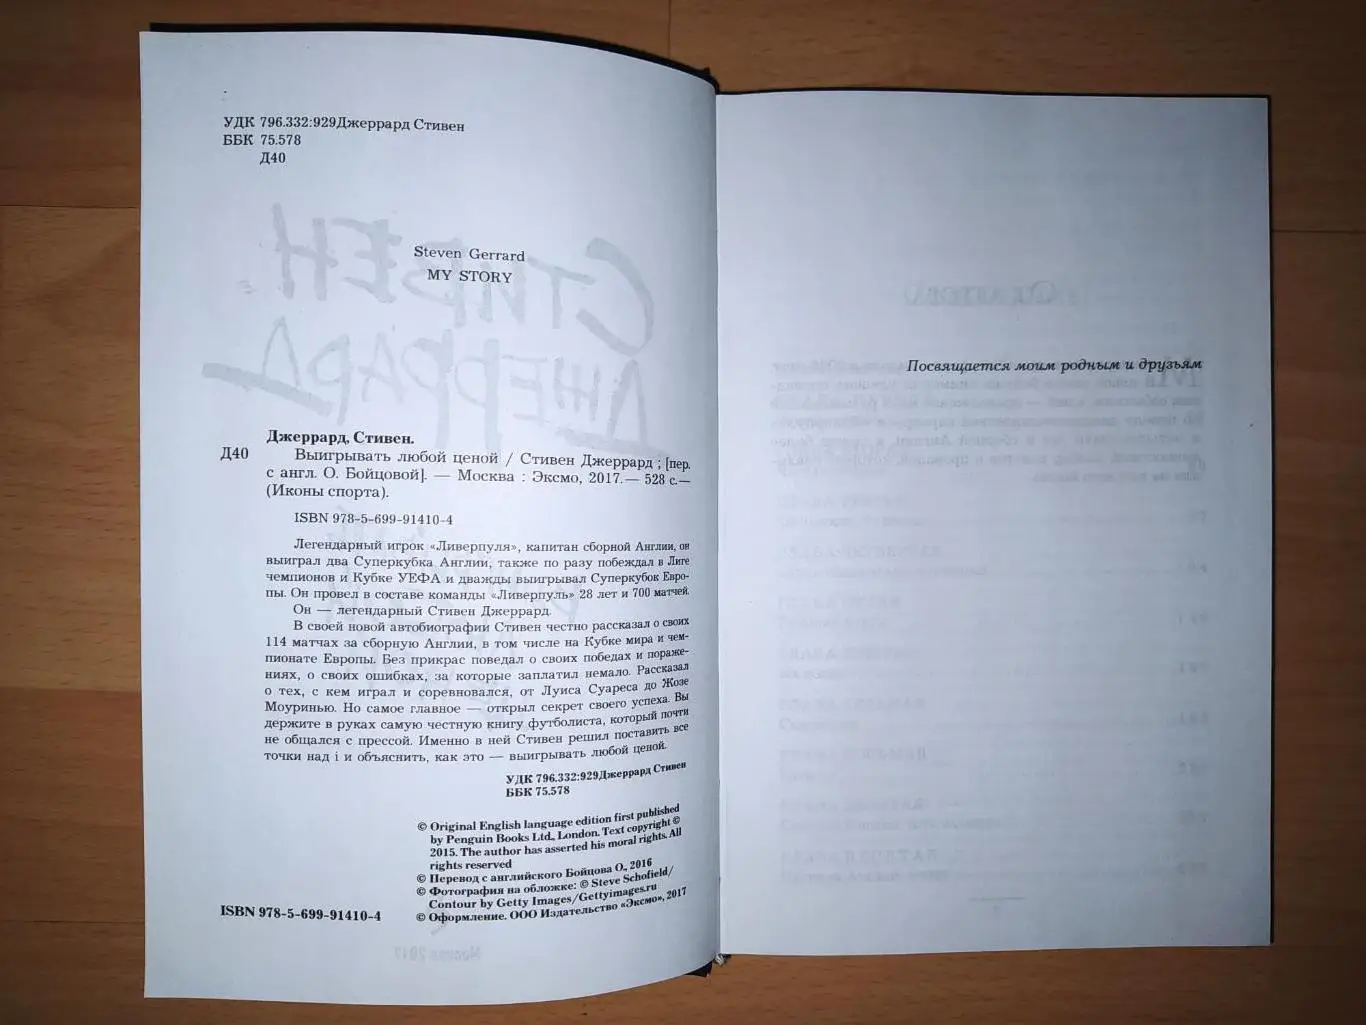 УДК 796.332:929Джеррард Стивен
ББК 75.578
Д40
Steven Gerrard
MY STORY
СТИВЕН
ДЖЕРРАРД
Джеррард, Стивен.
Д40 Выигрывать любой ценой / Стивен Джеррард ; [пер.
с англ. О. Бойцовой]. — Москва : Эксмо, 2017.— 528 с.—
(Иконы спорта).
ISBN 978-5-699-91410-4
Легендарный игрок «Ливерпуля», капитан сборной Англии, он
выиграл два Суперкубка Англии, также по разу побеждал в Лиге
чемпионов и Кубке УЕФА и дважды выигрывал Суперкубок Евро-
пы. Он провел в составе команды «Ливерпуль» 28 лет и 700 матчей.
Он — легендарный Стивен Джеррард.
В своей новой автобиографии Стивен честно рассказал о своих
114 матчах за сборную Англии, в том числе на Кубке мира и чем-
пионате Европы. Без прикрас поведал о своих победах и пораже-
ниях, о своих ошибках, за которые заплатил немало. Рассказал
о тех, с кем играл и соревновался, от Луиса Суареса до Жозе
Моуринью. Но самое главное — открыл секрет своего успеха. Вы
держите в руках самую честную книгу футболиста, который почти
не общался с прессой. Именно в ней Стивен решил поставить все
точки над i и объяснить, как это — выигрывать любой ценой.
УДК 796.332:929Джеррард Стивен
ББК 75.578
© Original English language edition first published
by Penguin Books Ltd., London. Text copyright ©
2015. The author has asserted his moral rights. All
rights reserved
© Перевод с английского Бойцова О., 2016
© Фотография на обложке: © Steve Schofield/
Contour by Getty Images/Gettyimages.ru
ISBN 978-5-699-91410-4 © Оформление. ООО Издательство «Эксмо», 2017
Москва 2017
Посвящается моим родным и друзьям